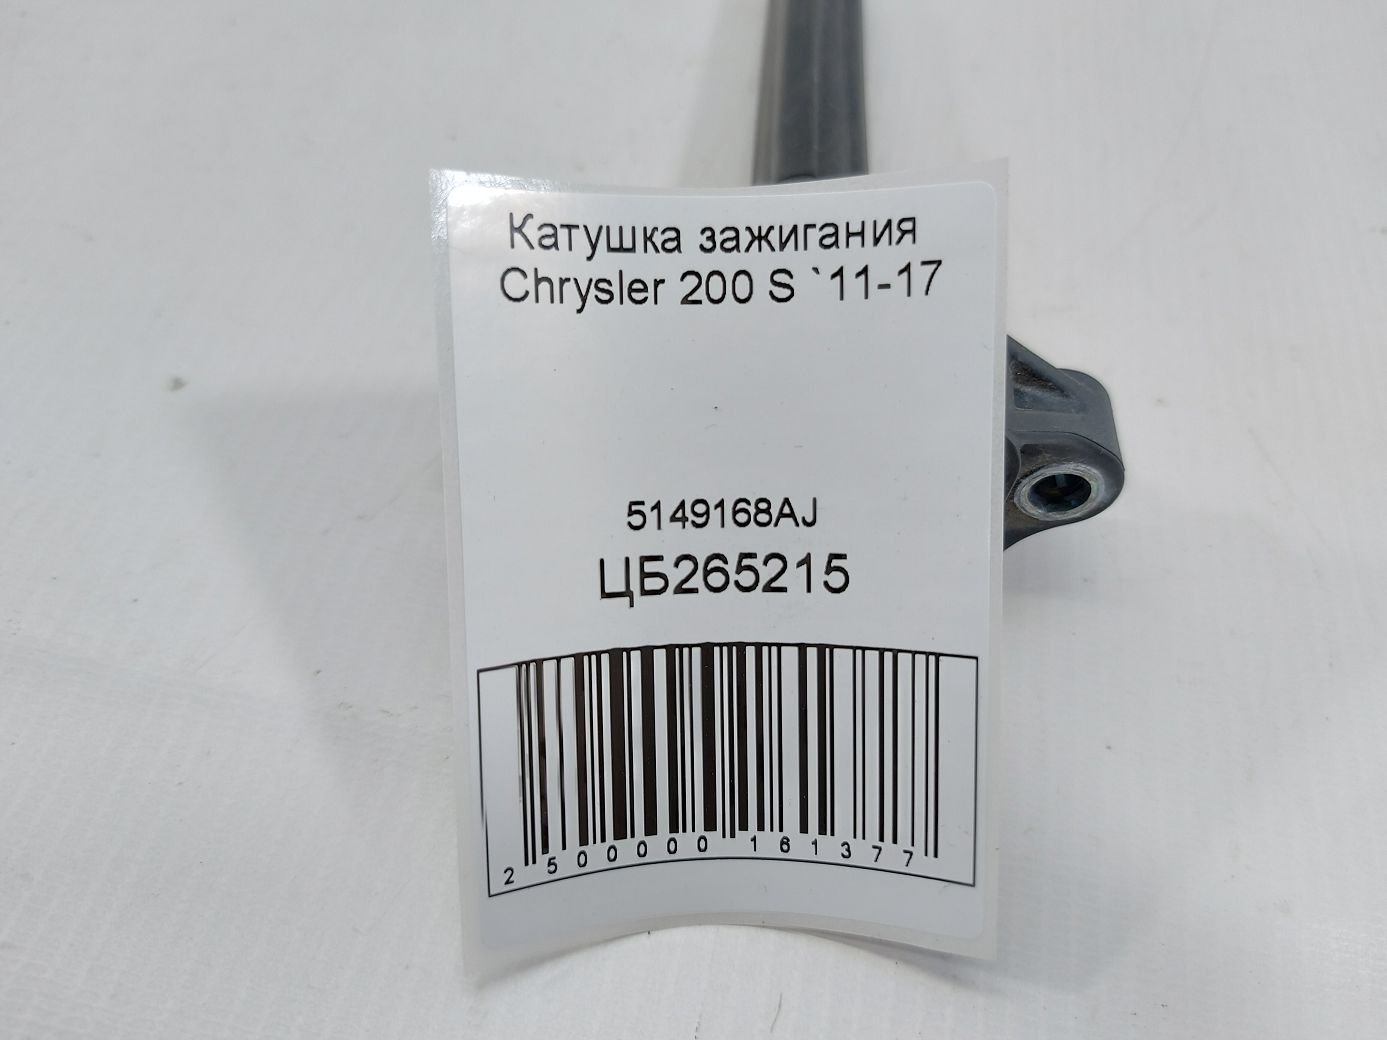 Катушка зажигания
Chrysler 200 S `11-17
5149168AJ
ЦБ265215
2 500000 161377